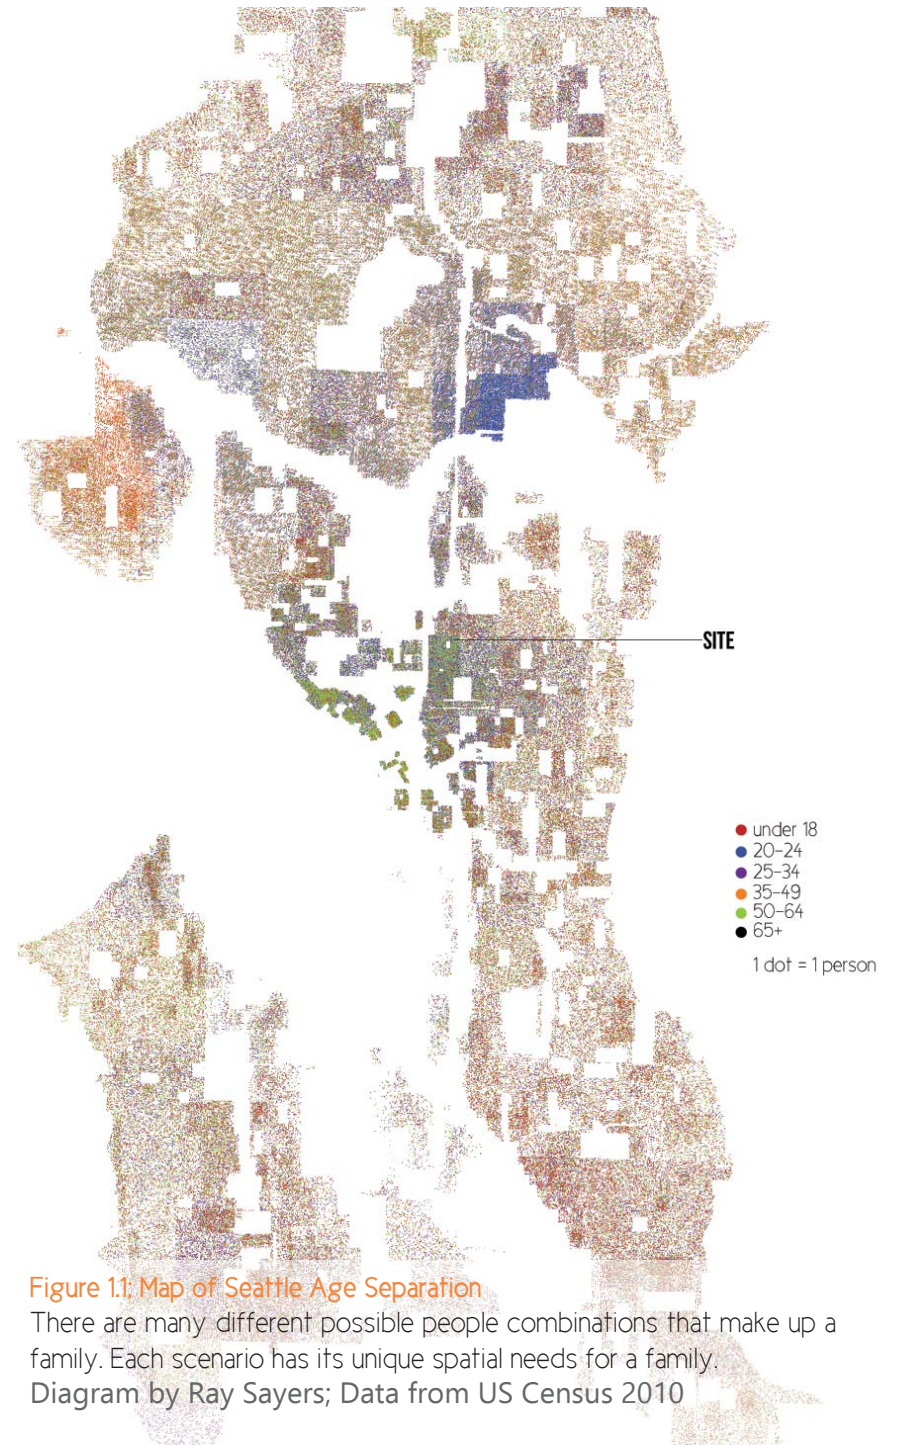 SITE
under 18
20-24
25-34
35-49
50-64
65+
1 dot = 1 person
Figure 1.1; Map of Seattle Age Separation
There are many different possible people combinations that make up a
family. Each scenario has its unique spatial needs for a family.
Diagram by Ray Sayers; Data from US Census 2010